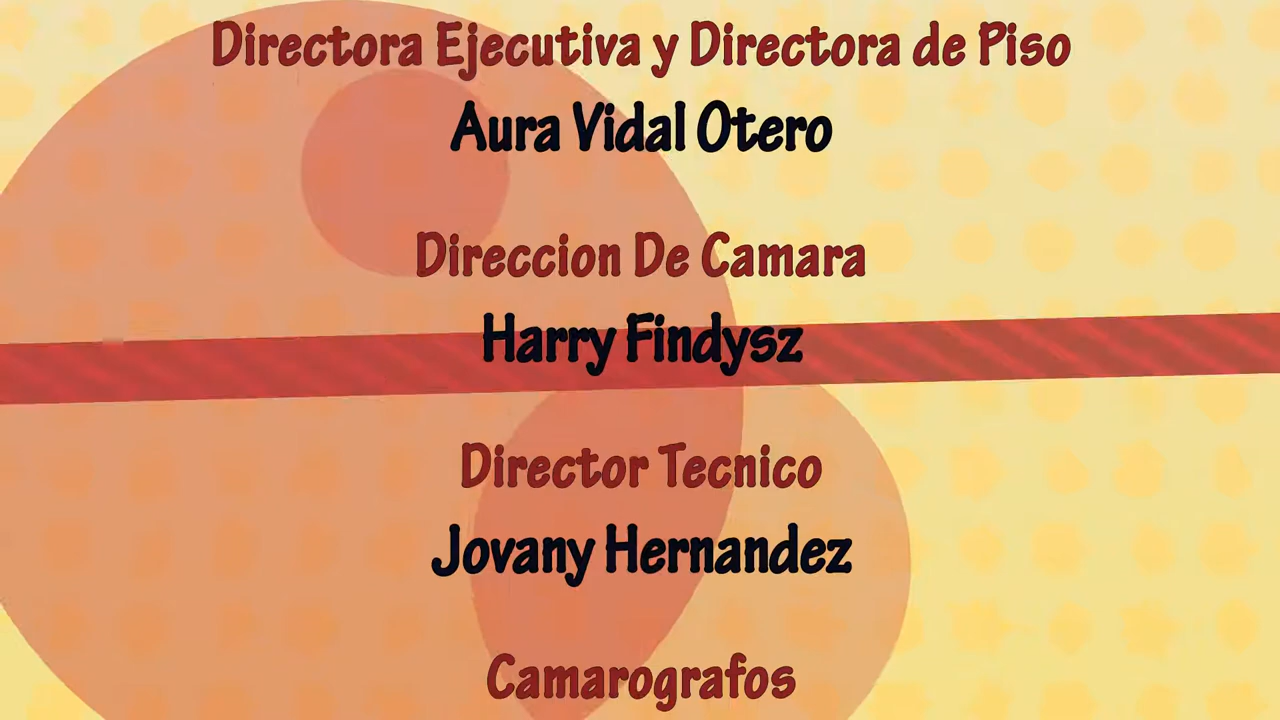 Directora Ejecutiva y Directora de Piso
Aura Vidal Otero
Direccion De Camara
Harry Findysz
Director Tecnico
Jovany Hernandez
Camarografos